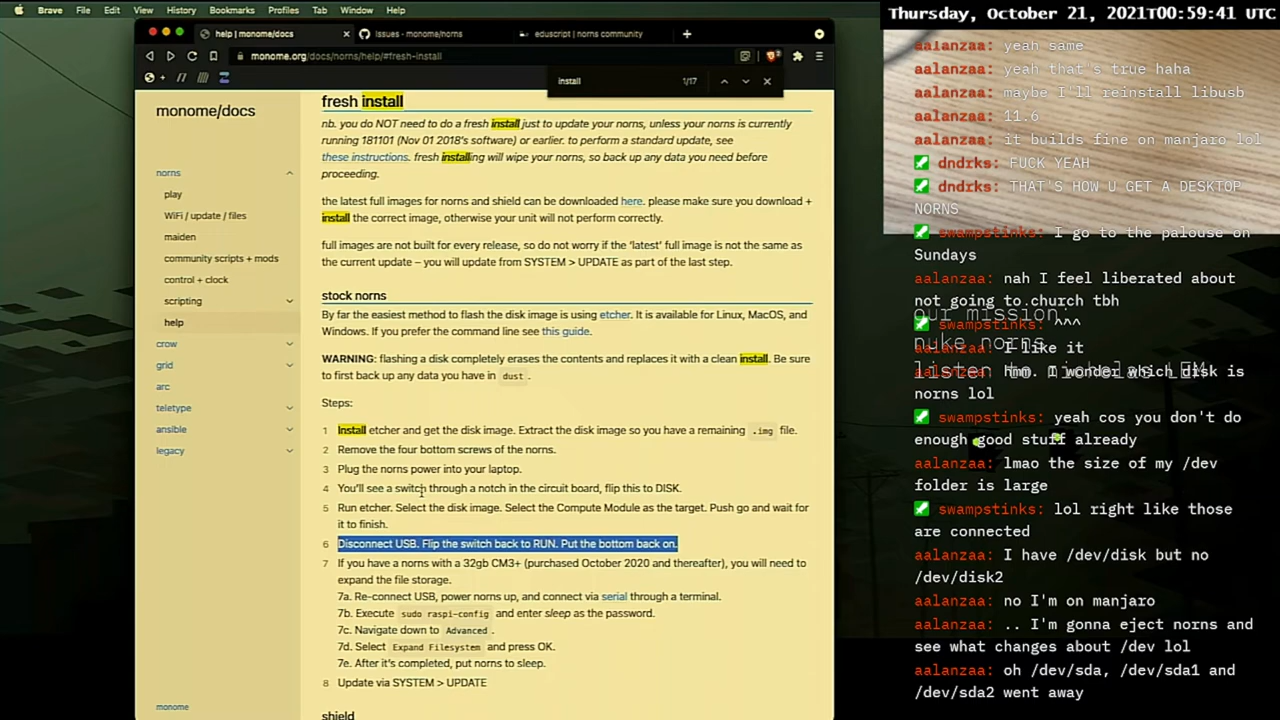 Brave File Edit View History Bookmarks Profiles Tab Window Help
Thursday, October 21, 2021T00:59:41 UTC
help | monome/docs
Issues - monome/norns
eduscript | norns community
monome.org/docs/norns/help/#fresh-install
install
1/17
monome/docs
norns
play
WiFi / update / files
maiden
community scripts + mods
control + clock
scripting
help
crow
grid
arc
teletype
ansible
legacy
monome
fresh install
nb. you do NOT need to do a fresh install just to update your norns, unless your norns is currently
running 181101 (Nov 01 2018's software) or earlier. to perform a standard update, see
these instructions. fresh installing will wipe your norns, so back up any data you need before
proceeding.
the latest full images for norns and shield can be downloaded here. please make sure you download +
install the correct image, otherwise your unit will not perform correctly.
full images are not built for every release, so do not worry if the 'latest' full image is not the same as
the current update – you will update from SYSTEM > UPDATE as part of the last step.
stock norns
By far the easiest method to flash the disk image is using etcher. It is available for Linux, MacOS, and
Windows. If you prefer the command line see this guide.
WARNING: flashing a disk completely erases the contents and replaces it with a clean install. Be sure
to first back up any data you have in dust.
Steps:
1 Install etcher and get the disk image. Extract the disk image so you have a remaining .img file.
2 Remove the four bottom screws of the norns.
3 Plug the norns power into your laptop.
4 You'll see a switch through a notch in the circuit board, flip this to DISK.
5 Run etcher. Select the disk image. Select the Compute Module as the target. Push go and wait for
it to finish.
6 Disconnect USB. Flip the switch back to RUN. Put the bottom back on.
7 If you have a norns with a 32gb CM3+ (purchased October 2020 and thereafter), you will need to
expand the file storage.
7a. Re-connect USB, power norns up, and connect via serial through a terminal.
7b. Execute sudo raspi-config and enter sleep as the password.
7c. Navigate down to Advanced.
7d. Select Expand Filesystem and press OK.
7e. After it's completed, put norns to sleep.
8 Update via SYSTEM > UPDATE
shield
aalanzaa: yeah same
aalanzaa: yeah that's true haha
aalanzaa: maybe I'll reinstall libusb
aalanzaa: 11.6
aalanzaa: it builds fine on manjaro lol
dndrks: FUCK YEAH
dndrks: THAT'S HOW U GET A DESKTOP
NORNS
swampstinks: I go to the palouse on
Sundays
aalanzaa: nah I feel liberated about
not going to church tbh
our mission:
swampstinks: ^^^
nuke norns
aalanzaa: I like it
listen to
aalanzaa: hmm. I wonder which disk is
norns lol
swampstinks: yeah cos you don't do
enough good stuff already
aalanzaa: lmao the size of my /dev
folder is large
swampstinks: lol right like those
are connected
aalanzaa: I have /dev/disk but no
/dev/disk2
aalanzaa: no I'm on manjaro
aalanzaa: .. I'm gonna eject norns and
see what changes about /dev lol
aalanzaa: oh /dev/sda, /dev/sda1 and
/dev/sda2 went away